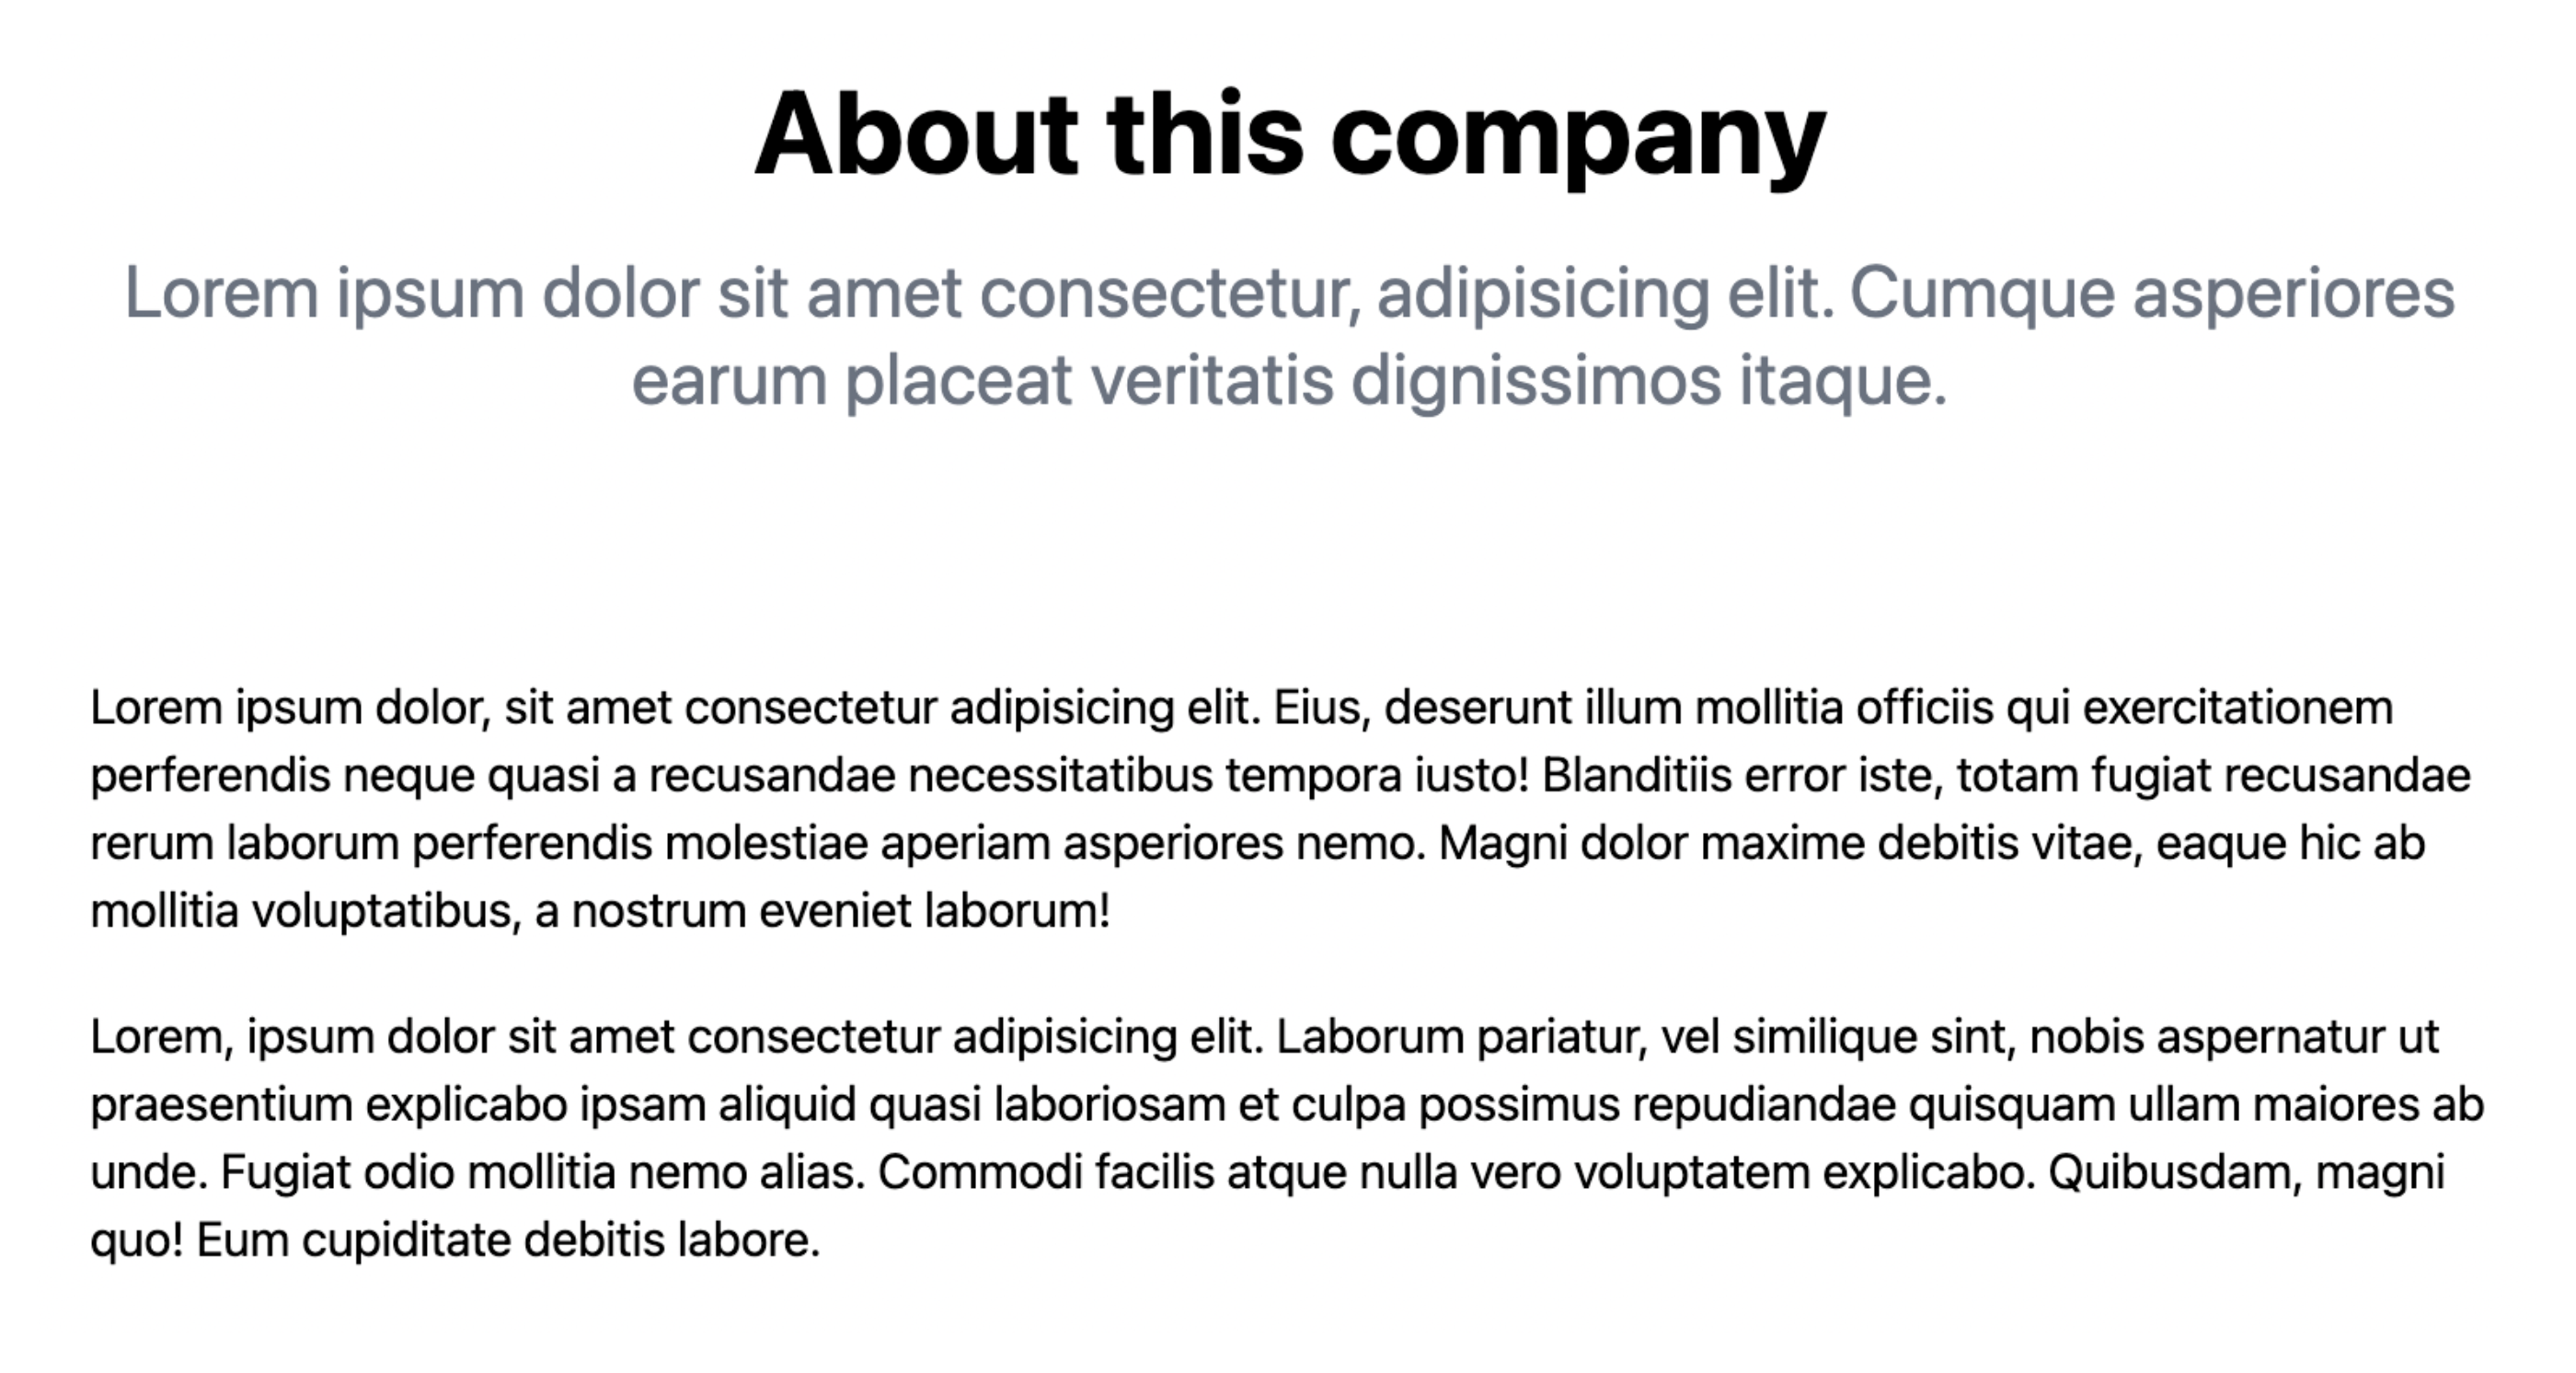 About this company
Lorem ipsum dolor sit amet consectetur, adipisicing elit. Cumque asperiores
earum placeat veritatis dignissimos itaque.
Lorem ipsum dolor, sit amet consectetur adipisicing elit. Eius, deserunt illum mollitia officiis qui exercitationem
perferendis neque quasi a recusandae necessitatibus tempora iusto! Blanditiis error iste, totam fugiat recusandae
rerum laborum perferendis molestiae aperiam asperiores nemo. Magni dolor maxime debitis vitae, eaque hic ab
mollitia voluptatibus, a nostrum eveniet laborum!
Lorem, ipsum dolor sit amet consectetur adipisicing elit. Laborum pariatur, vel similique sint, nobis aspernatur ut
praesentium explicabo ipsam aliquid quasi laboriosam et culpa possimus repudiandae quisquam ullam maiores ab
unde. Fugiat odio mollitia nemo alias. Commodi facilis atque nulla vero voluptatem explicabo. Quibusdam, magni
quo! Eum cupiditate debitis labore.